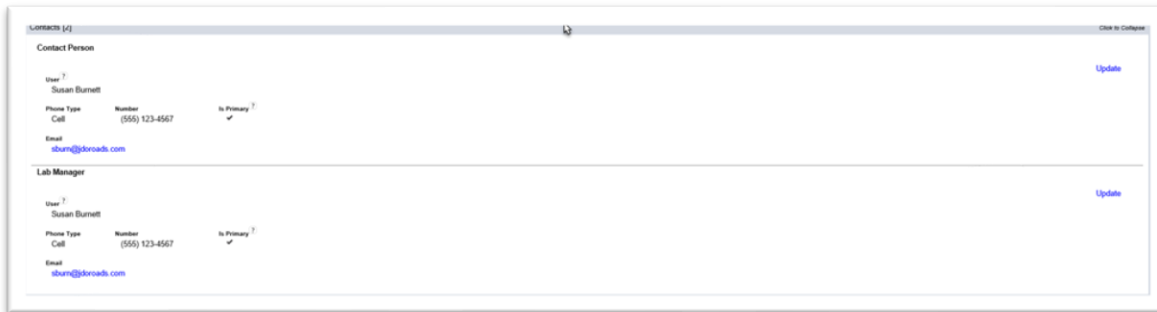 Contacts [2] Click to Collapse
Contact Person
Update
User ?
Susan Burnett
Phone Type Number Is Primary ?
Cell (555) 123-4567 ✔
Email
sburn@jdoroads.com
Lab Manager
Update
User ?
Susan Burnett
Phone Type Number Is Primary ?
Cell (555) 123-4567 ✔
Email
sburn@jdoroads.com